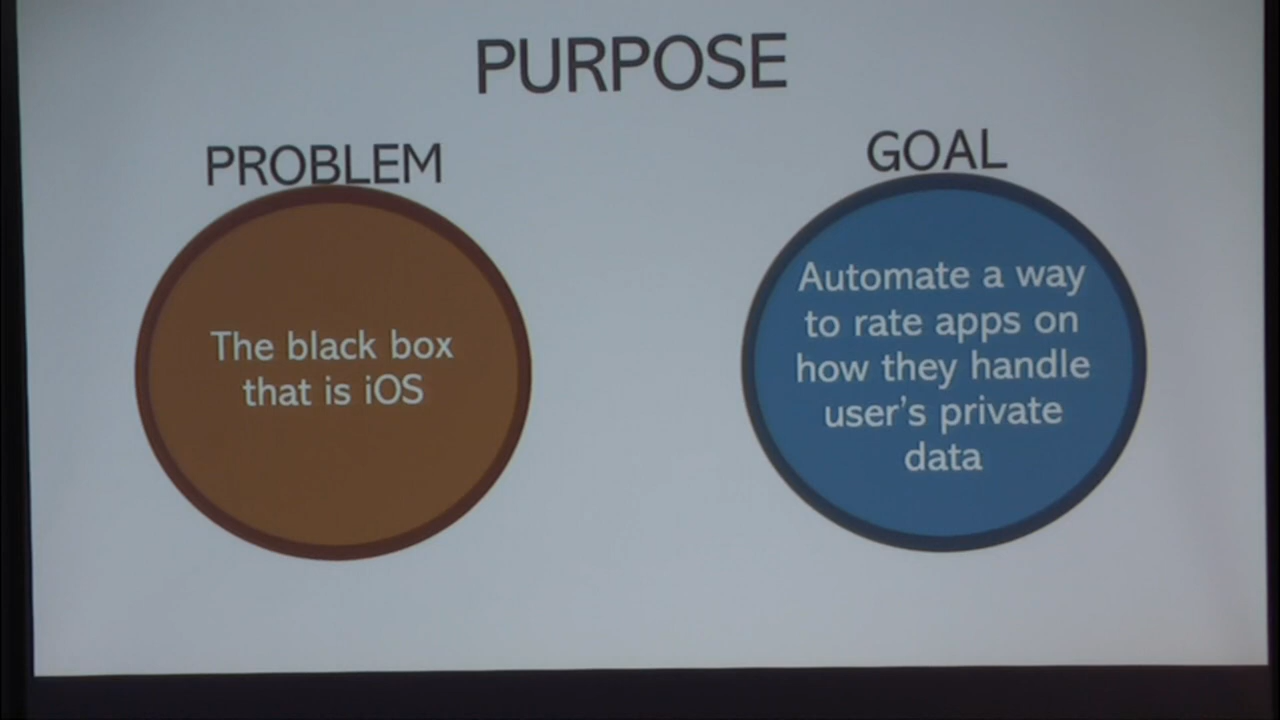 PURPOSE
PROBLEM
The black box
that is iOS
GOAL
Automate a way
to rate apps on
how they handle
user's private
data